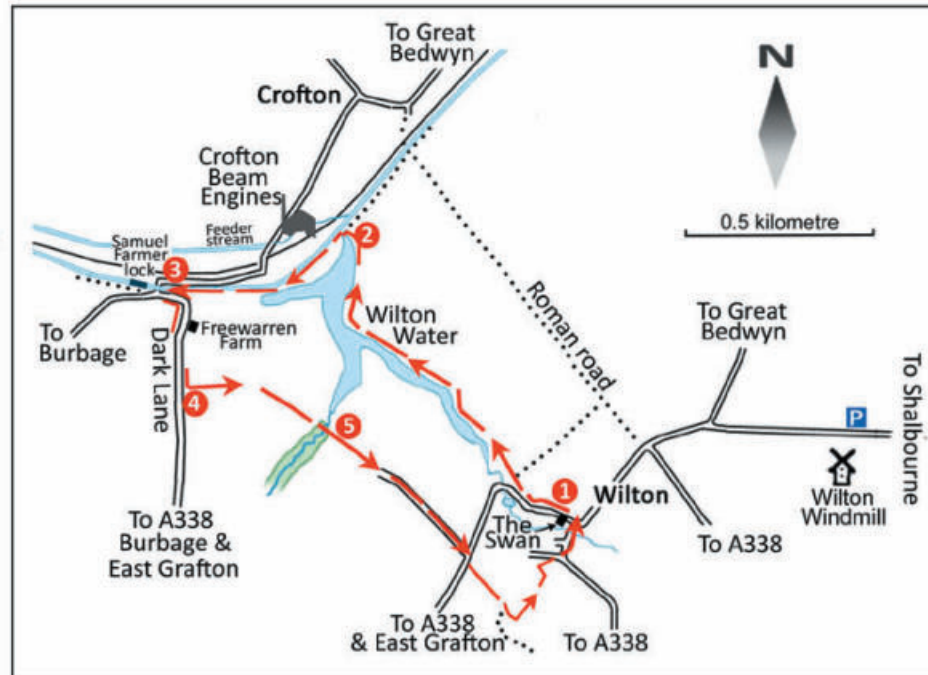 To Great
Bedwyn
N
Crofton
Crofton
Beam
Engines
0.5 kilometre
Feeder
stream
Samuel
Farmer
lock
2
3
Roman road
To
Burbage
Freewarren
Farm
Wilton
Water
To Great
Bedwyn
Dark Lane
To Shalbourne
4
5
P
1
Wilton
The
Swan
Wilton
Windmill
To A338
Burbage &
East Grafton
To A338
To A338
& East Grafton
To A338